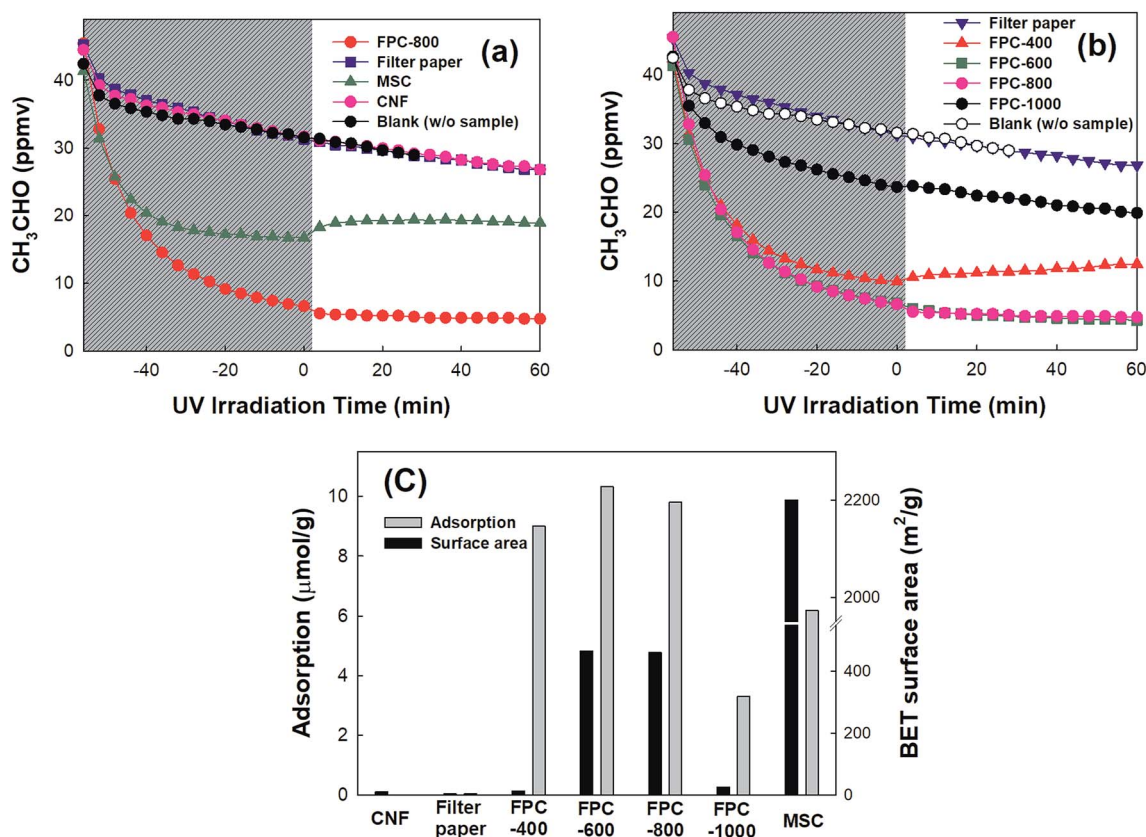 (a)
FPC-800
Filter paper
MSC
CNF
Blank (w/o sample)
CH3CHO (ppmv)
40
30
20
10
0
-40 -20 0 20 40 60
UV Irradiation Time (min)
(b)
Filter paper
FPC-400
FPC-600
FPC-800
FPC-1000
Blank (w/o sample)
CH3CHO (ppmv)
50
40
30
20
10
0
-40 -20 0 20 40 60
UV Irradiation Time (min)
(C)
Adsorption
Surface area
Adsorption (μmol/g)
10
8
6
4
2
0
BET surface area (m2/g)
2200
2000
400
200
0
CNF Filter FPC FPC FPC FPC MSC
paper -400 -600 -800 -1000